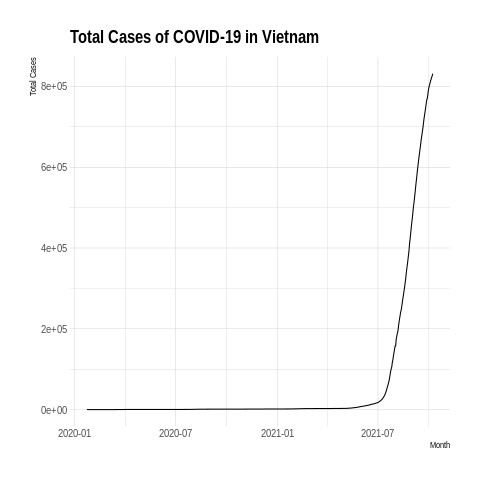 Total Cases of COVID-19 in Vietnam
Total Cases
8e+05
6e+05
4e+05
2e+05
0e+00
2020-01 2020-07 2021-01 2021-07
Month